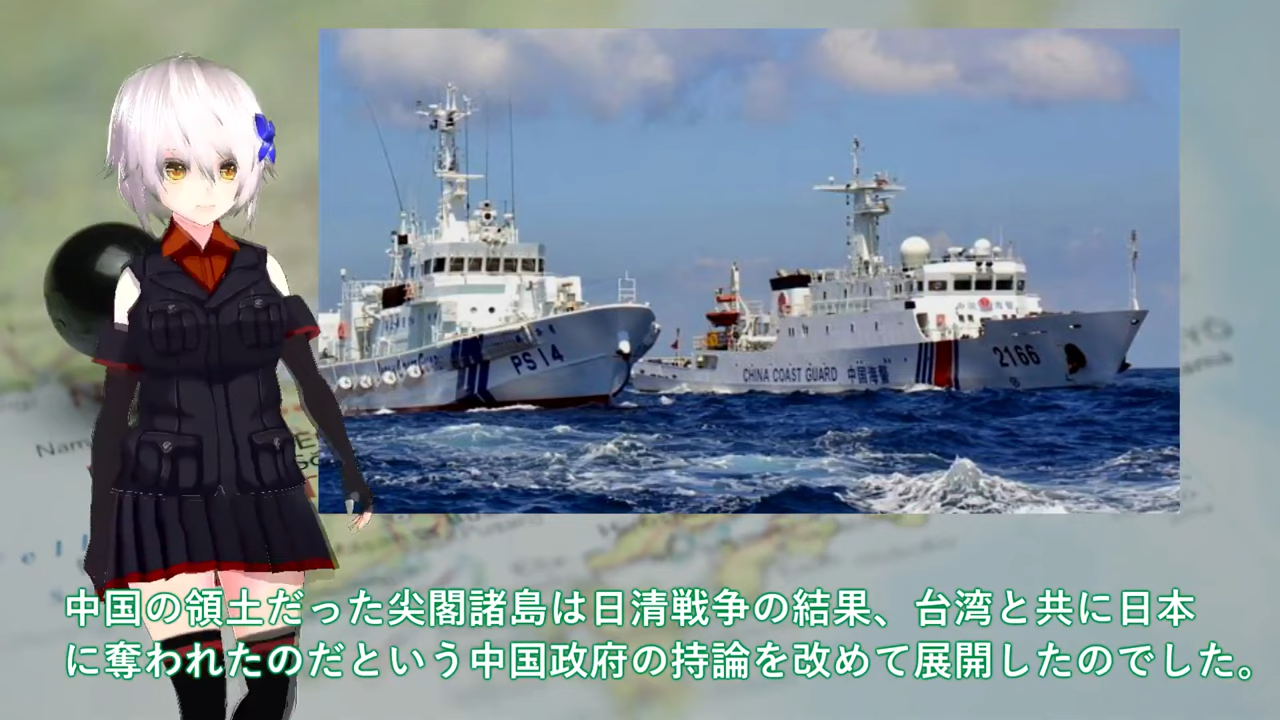 PS14
CHINA COAST GUARD 中国海警
2166
中国の領土だった尖閣諸島は日清戦争の結果、台湾と共に日本
に奪われたのだという中国政府の持論を改めて展開したのでした。